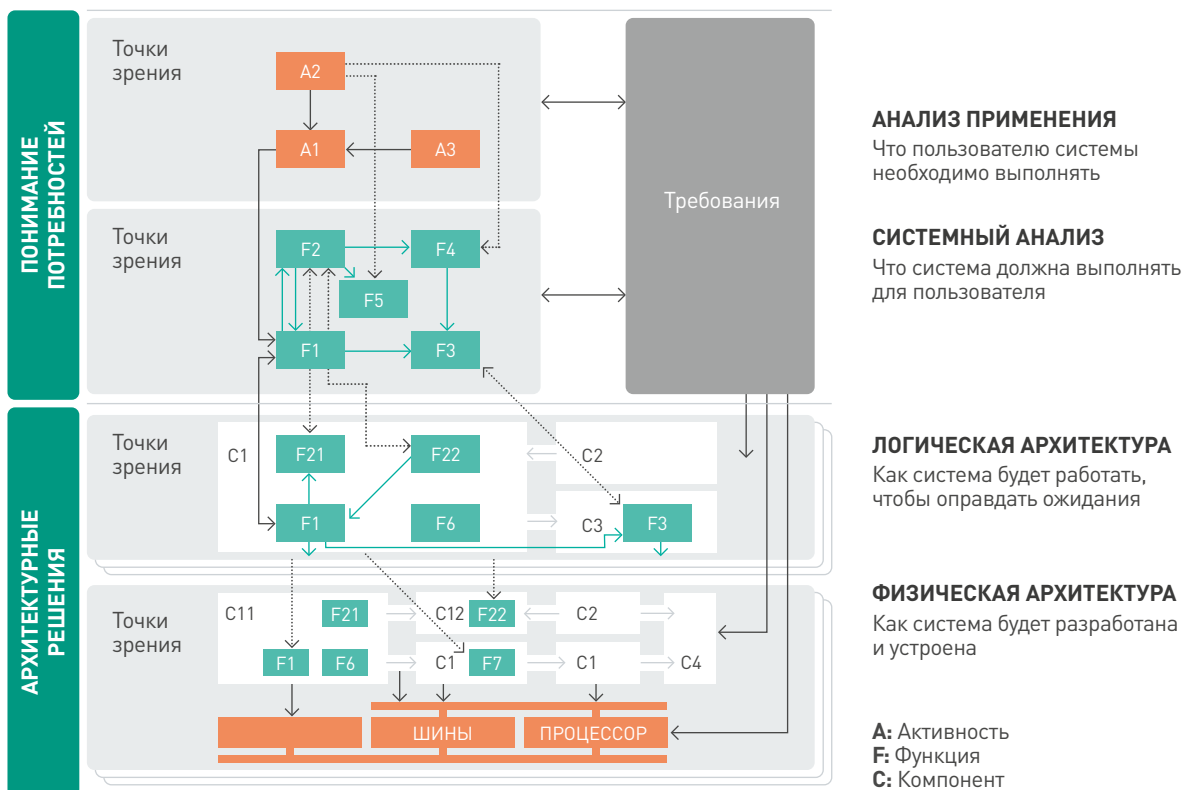 ПОНИМАНИЕ
ПОТРЕБНОСТЕЙ
Точки
зрения
A2
A1
A3
Точки
зрения
F2
F4
F5
F1
F3
Требования
АНАЛИЗ ПРИМЕНЕНИЯ
Что пользователю системы
необходимо выполнять
СИСТЕМНЫЙ АНАЛИЗ
Что система должна выполнять
для пользователя
АРХИТЕКТУРНЫЕ
РЕШЕНИЯ
Точки
зрения
C1
F21
F22
C2
F1
F6
C3
F3
ЛОГИЧЕСКАЯ АРХИТЕКТУРА
Как система будет работать,
чтобы оправдать ожидания
Точки
зрения
C11
F21
C12
F22
C2
F1
F6
C1
F7
C1
C4
ШИНЫ
ПРОЦЕССОР
ФИЗИЧЕСКАЯ АРХИТЕКТУРА
Как система будет разработана
и устроена
A: Активность
F: Функция
C: Компонент